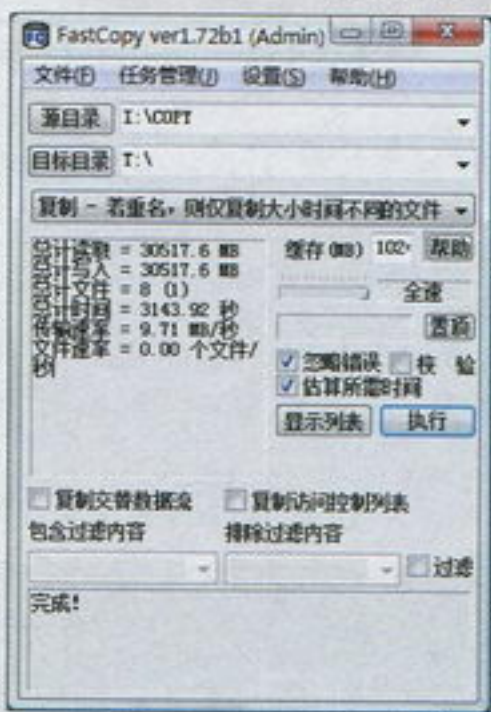 FastCopy ver1.72b1 (Admin)
文件(F) 任务管理(J) 设置(S) 帮助(H)
源目录 I:\COPY
目标目录 T:\
复制 - 若重名，则仅复制大小时间不同的文件
总计读取 = 30517.6 MB
总计写入 = 30517.6 MB
总计文件 = 8 (1)
总计时间 = 3143.92 秒
传输速率 = 9.71 MB/秒
文件速率 = 0.00 个文件/
秒
缓存(MB) 102 帮助
全速
置顶
忽略错误 校 验
估算所需时间
显示列表 执行
复制交替数据流 复制访问控制列表
包含过滤内容 排除过滤内容
过滤
完成!